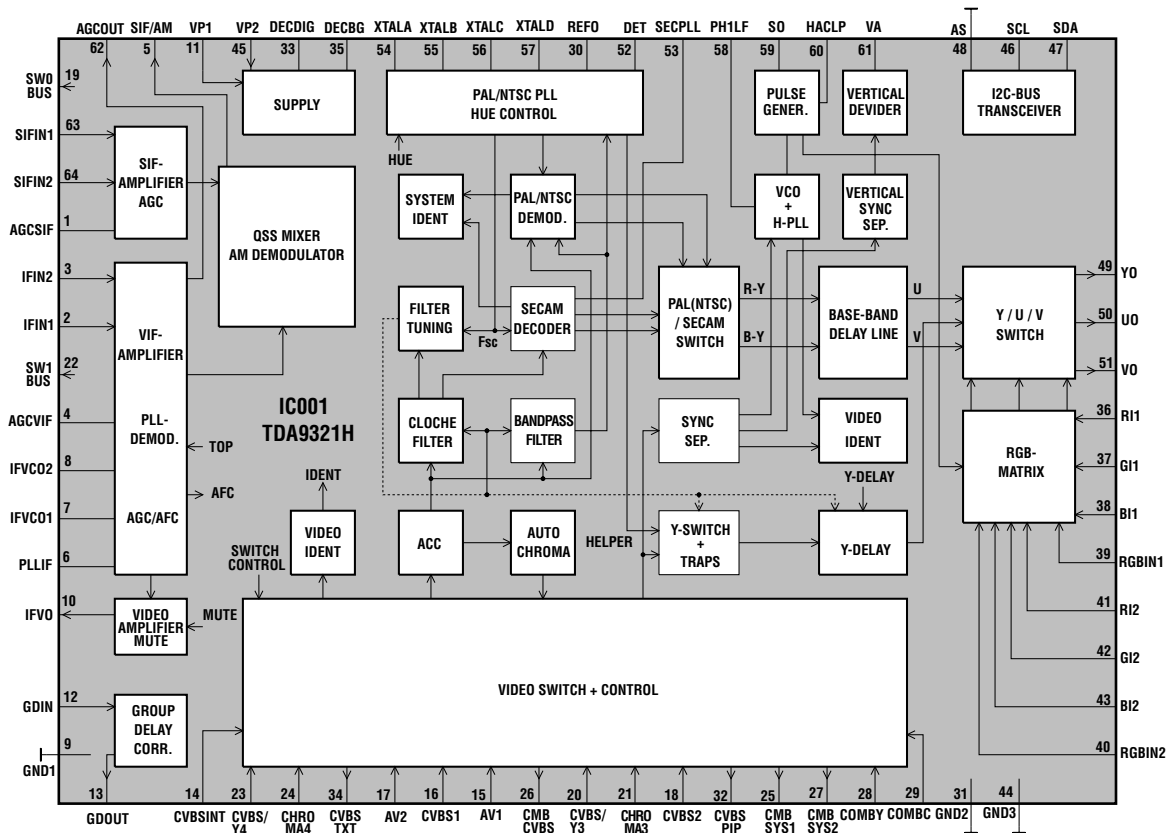 AGCOUT
SIF/AM
VP1
VP2
DECDIG
DECBG
XTALA
XTALB
XTALC
XTALD
REFO
DET
SECPLL
PH1LF
SO
HACLP
VA
AS
SCL
SDA
62
5
11
45
33
35
54
55
56
57
30
52
53
58
59
60
61
48
46
47
SW0
BUS
19
SIFIN1
63
SIFIN2
64
AGCSIF
1
IFIN2
3
IFIN1
2
SW1
BUS
22
AGCVIF
4
IFVCO2
8
IFVCO1
7
PLLIF
6
IFVO
10
GDIN
12
9
GND1
SUPPLY
PAL/NTSC PLL
HUE CONTROL
PULSE
GENER.
VERTICAL
DEVIDER
I2C-BUS
TRANSCEIVER
HUE
SIF-
AMPLIFIER
AGC
QSS MIXER
AM DEMODULATOR
SYSTEM
IDENT
PAL/NTSC
DEMOD.
VCO
+
H-PLL
VERTICAL
SYNC
SEP.
VIF-
AMPLIFIER
PLL-
DEMOD.
AGC/AFC
TOP
AFC
FILTER
TUNING
Fsc
SECAM
DECODER
PAL(NTSC)
/ SECAM
SWITCH
R-Y
B-Y
BASE-BAND
DELAY LINE
U
V
Y / U / V
SWITCH
49
YO
50
UO
51
VO
IC001
TDA9321H
CLOCHE
FILTER
BANDPASS
FILTER
SYNC
SEP.
VIDEO
IDENT
RGB-
MATRIX
36
RI1
37
GI1
38
BI1
39
RGBIN1
41
RI2
42
GI2
43
BI2
40
RGBIN2
IDENT
Y-DELAY
VIDEO
IDENT
ACC
AUTO
CHROMA
HELPER
Y-SWITCH
+
TRAPS
Y-DELAY
SWITCH
CONTROL
VIDEO
AMPLIFIER
MUTE
MUTE
VIDEO SWITCH + CONTROL
GROUP
DELAY
CORR.
13
14
23
24
34
17
16
15
26
20
21
18
32
25
27
28
29
31
44
GDOUT
CVBSINT
CVBS/
Y4
CHRO
MA4
CVBS
TXT
AV2
CVBS1
AV1
CMB
CVBS
CVBS/
Y3
CHRO
MA3
CVBS2
CVBS
PIP
CMB
SYS1
CMB
SYS2
COMBY
COMBC
GND2
GND3